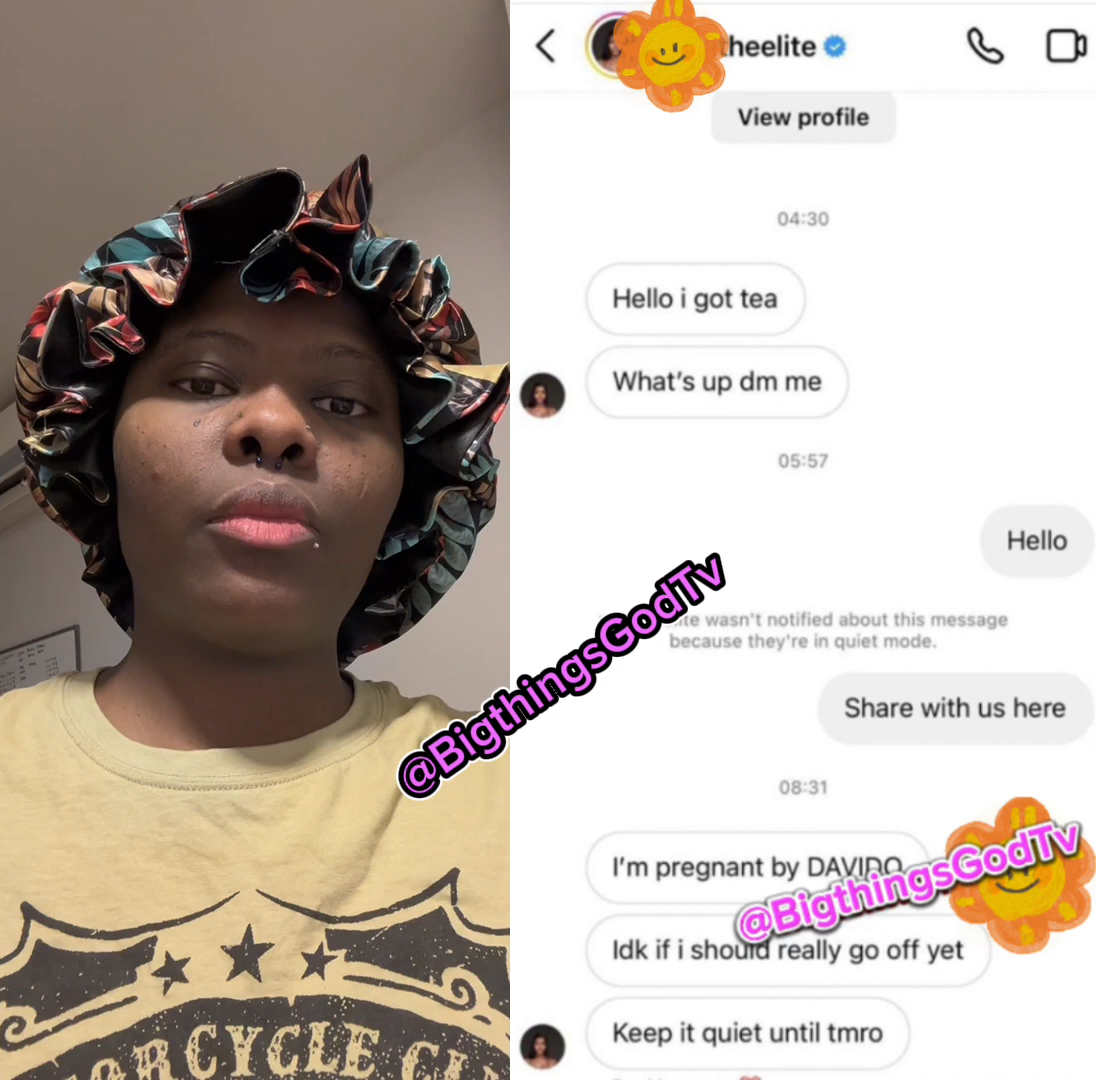 theelite
View profile
04:30
Hello i got tea
What's up dm me
05:57
Hello
wasn't notified about this message
because they're in quiet mode.
Share with us here
08:31
I'm pregnant by DAVIDO
Idk if i should really go off yet
Keep it quiet until tmro
@BigthingsGodTv
@BigthingsGodTv
CYCLE